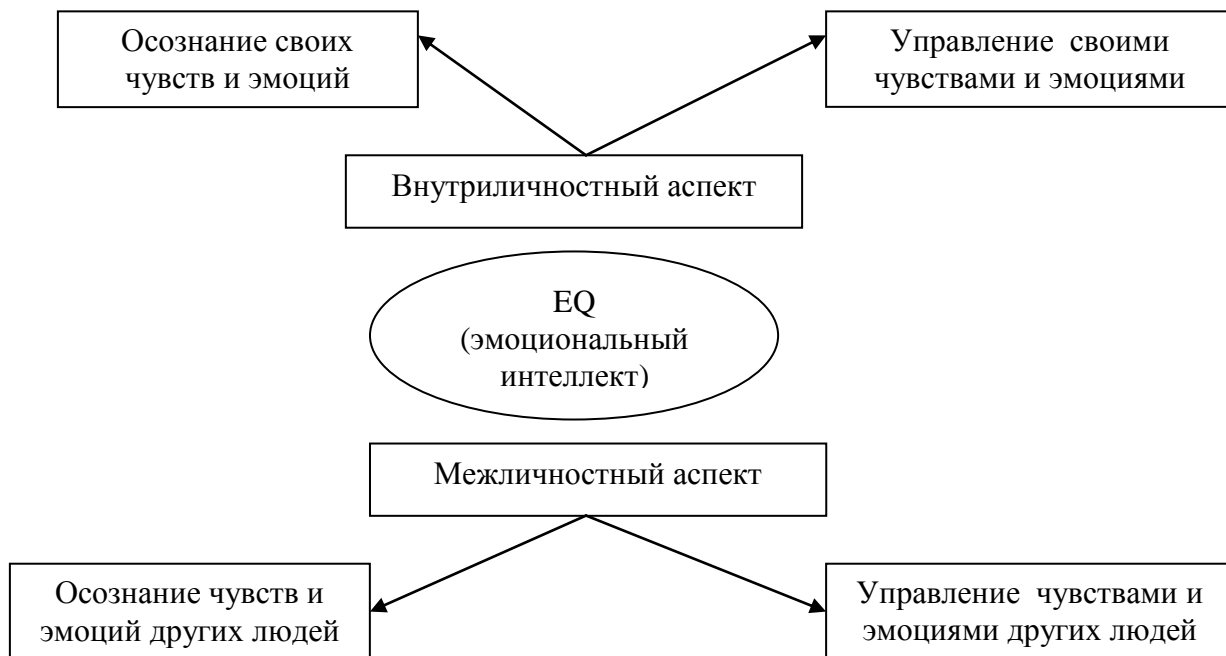 Осознание своих
чувств и эмоций
Управление своими
чувствами и эмоциями
Внутриличностный аспект
EQ
(эмоциональный
интеллект)
Межличностный аспект
Осознание чувств и
эмоций других людей
Управление чувствами и
эмоциями других людей